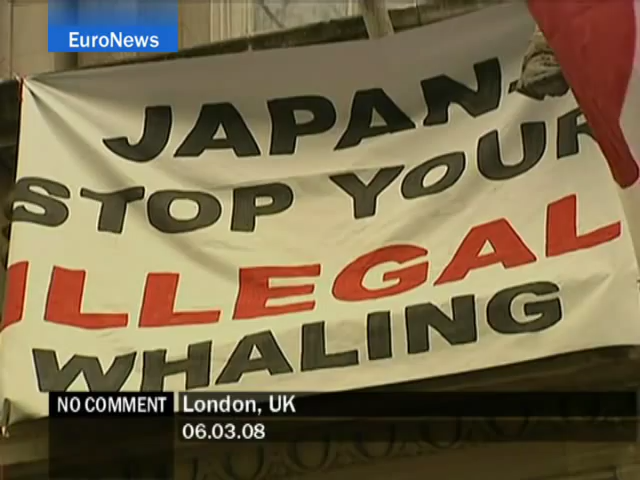 EuroNews
JAPAN
STOP YOUR
ILLEGAL
WHALING
NO COMMENT
London, UK
06.03.08